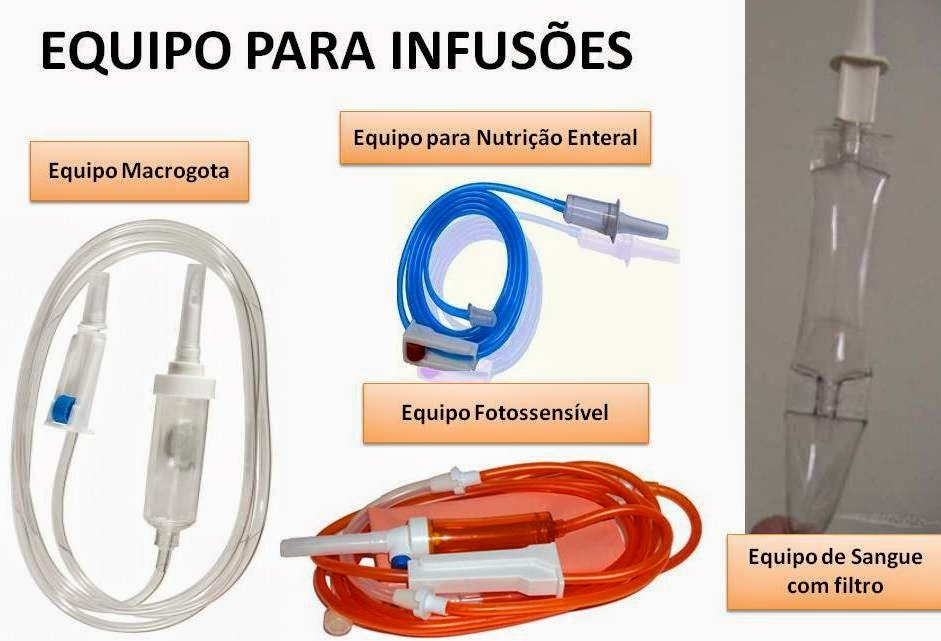 EQUIPO PARA INFUSÕES
Equipo Macrogota
Equipo para Nutrição Enteral
Equipo Fotossensível
Equipo de Sangue
com filtro